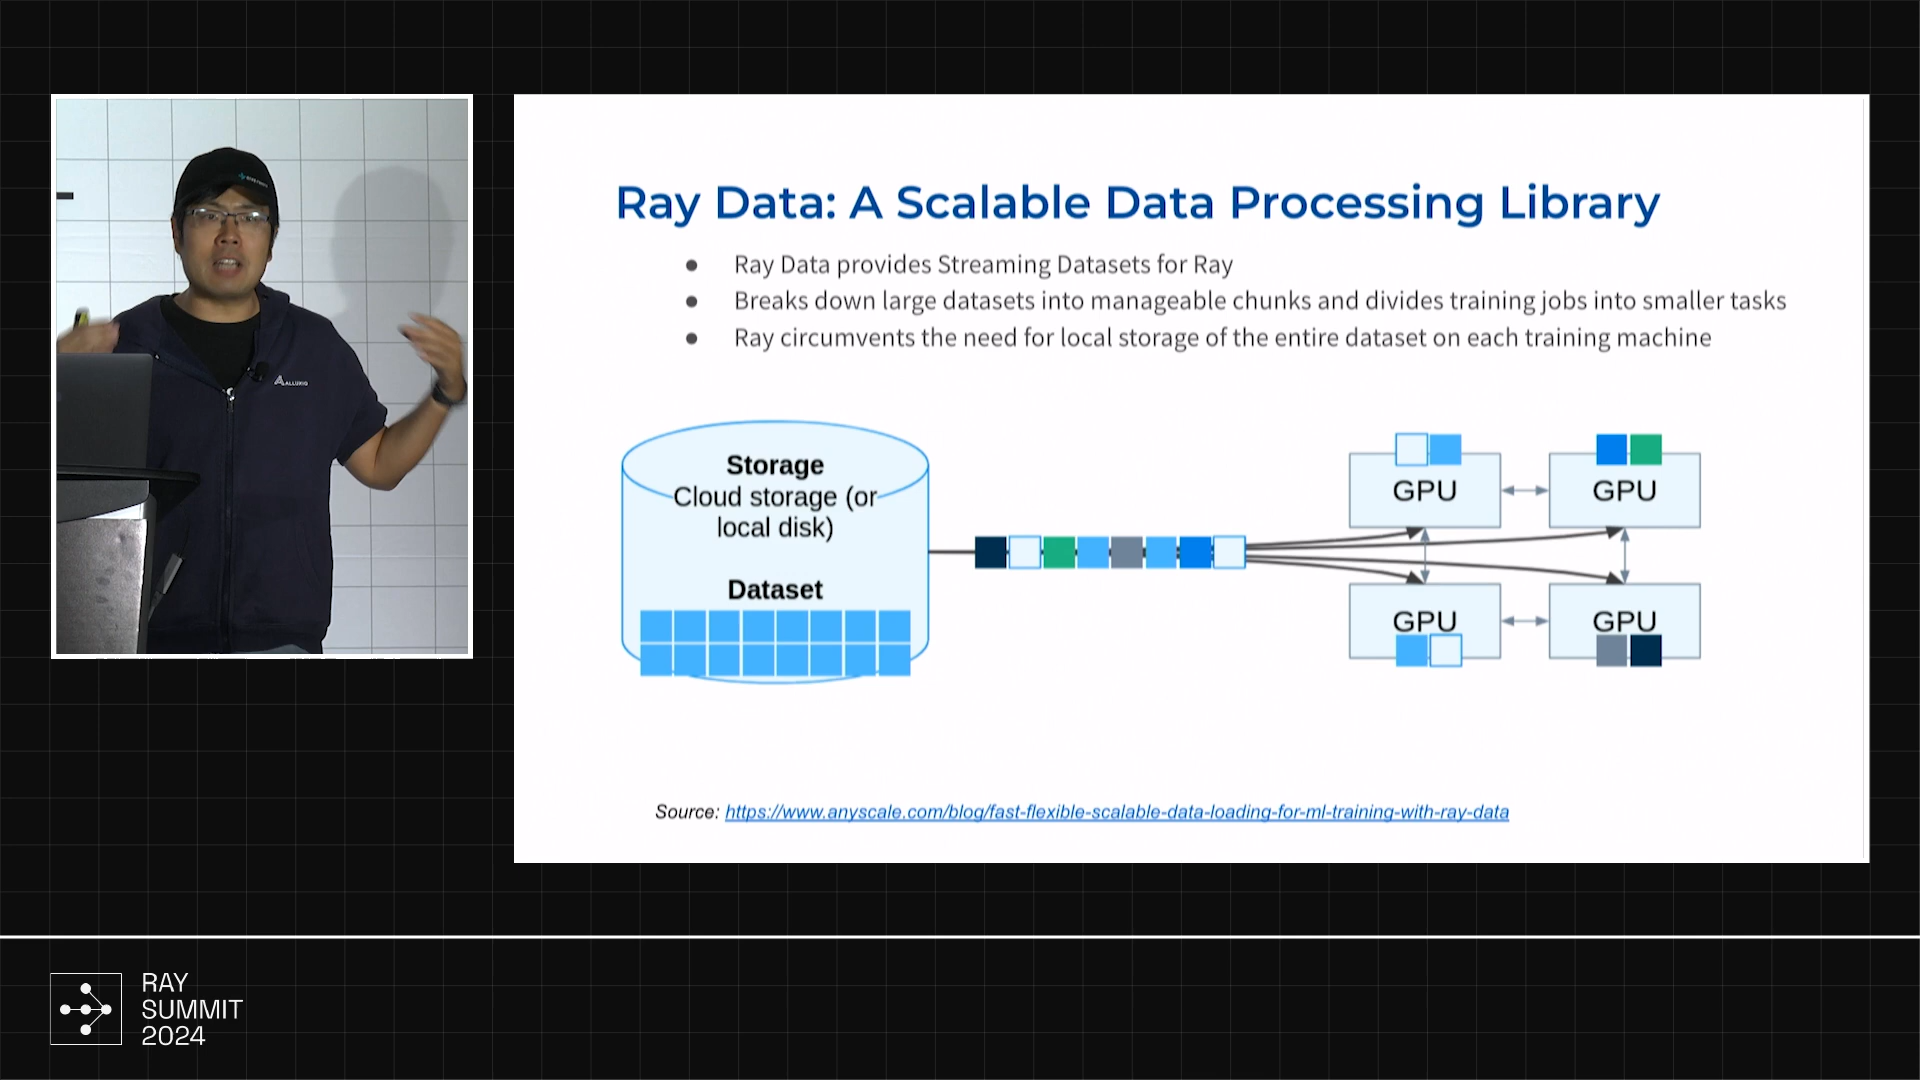 ALLUXIO
Ray Data: A Scalable Data Processing Library
● Ray Data provides Streaming Datasets for Ray
● Breaks down large datasets into manageable chunks and divides training jobs into smaller tasks
● Ray circumvents the need for local storage of the entire dataset on each training machine
Storage
Cloud storage (or
local disk)
Dataset
GPU
GPU
GPU
GPU
Source: https://www.anyscale.com/blog/fast-flexible-scalable-data-loading-for-ml-training-with-ray-data
RAY
SUMMIT
2024